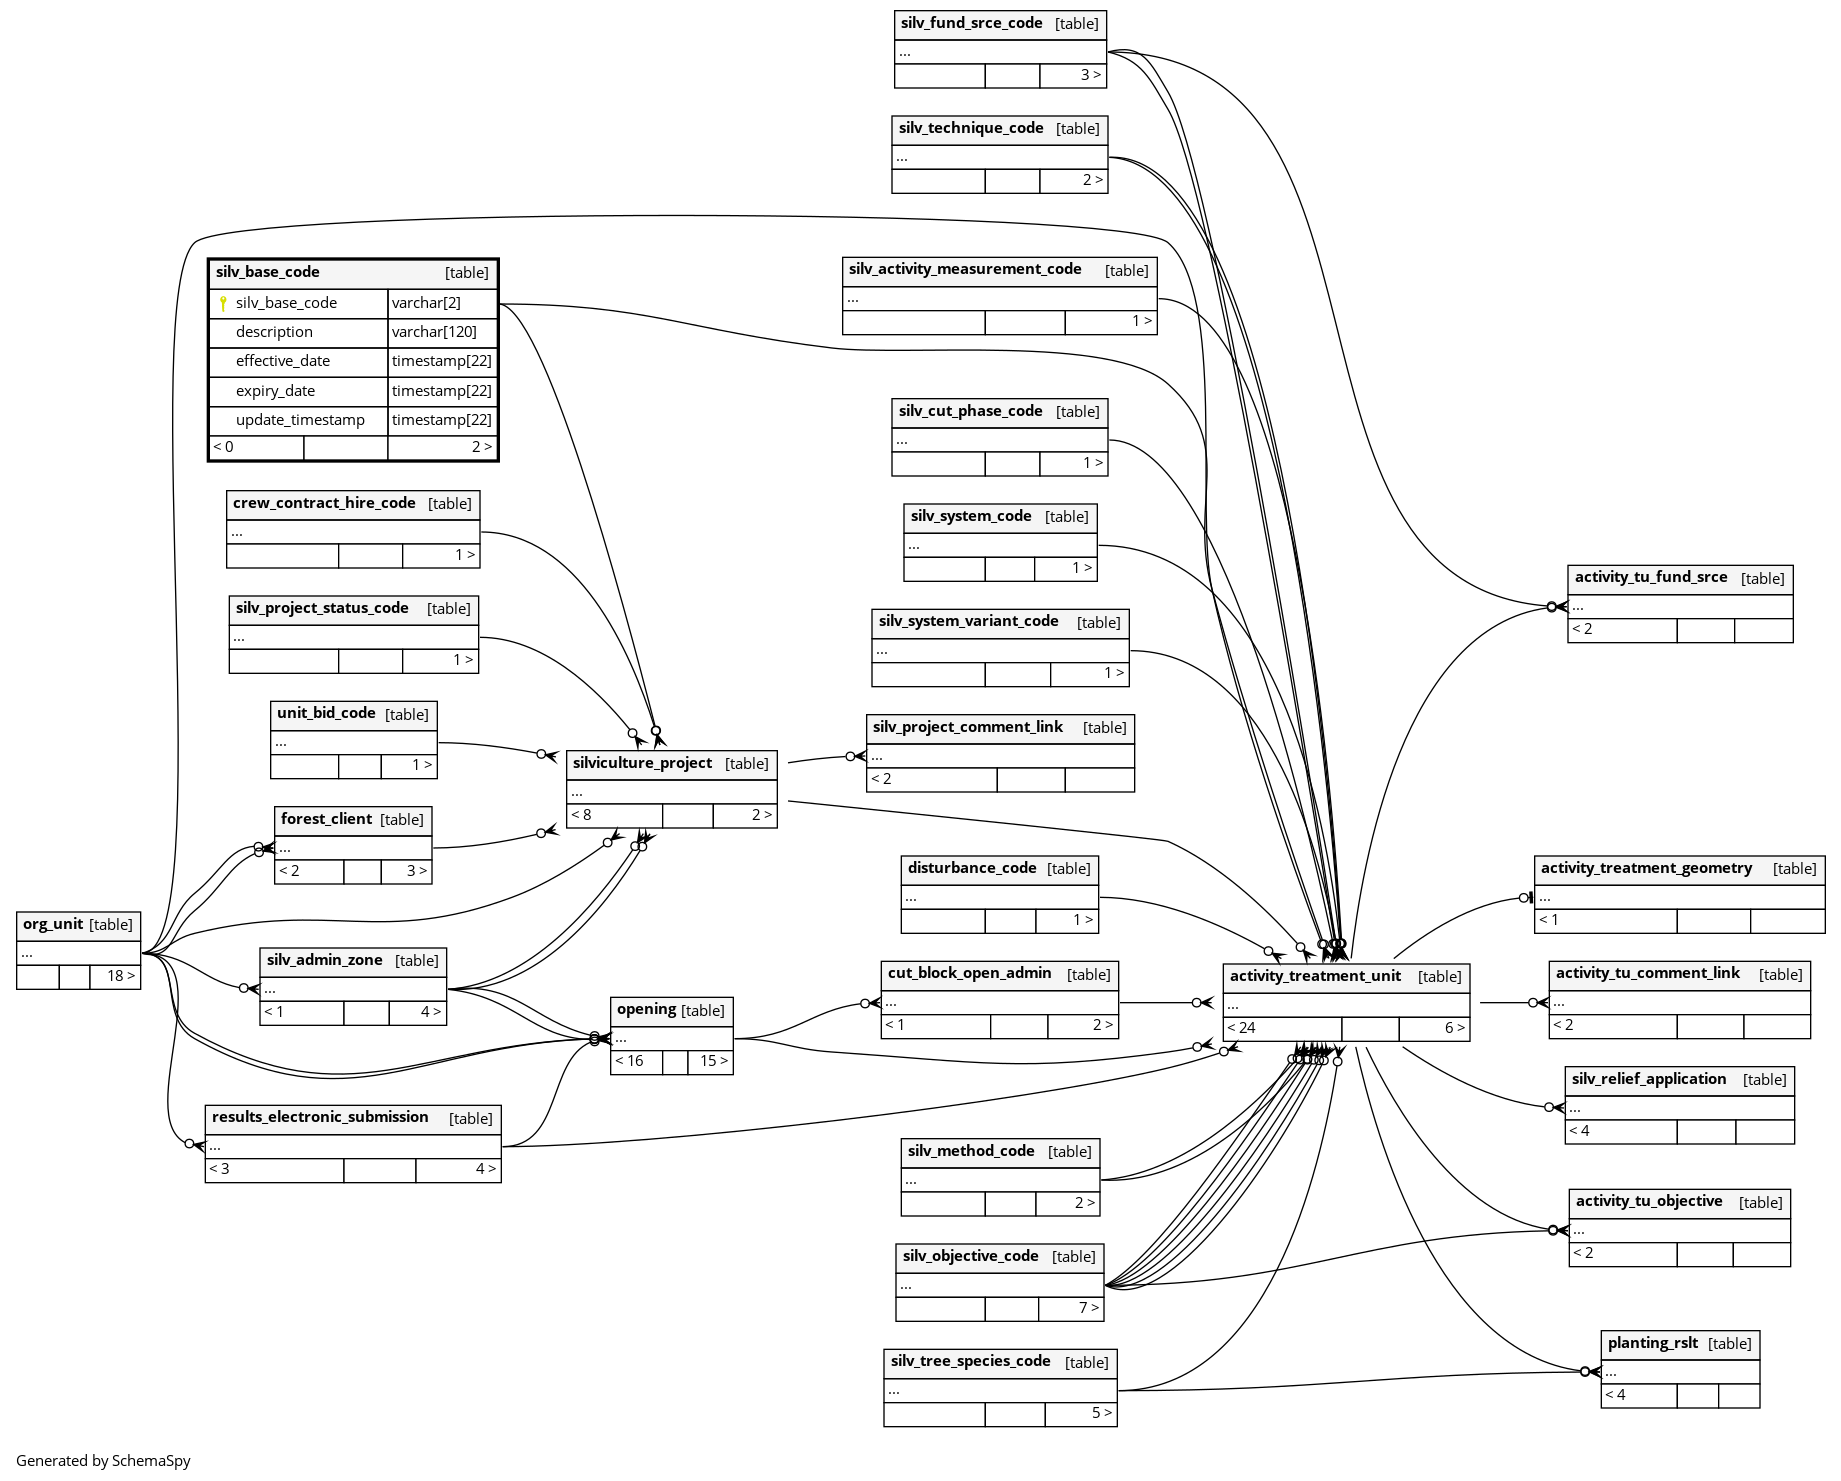 silv_fund_srce_code [table]
...
3 >
silv_technique_code [table]
...
2 >
silv_base_code [table]
silv_base_code varchar[2]
description varchar[120]
effective_date timestamp[22]
expiry_date timestamp[22]
update_timestamp timestamp[22]
< 0 2 >
silv_activity_measurement_code [table]
...
1 >
silv_cut_phase_code [table]
...
1 >
crew_contract_hire_code [table]
...
1 >
silv_system_code [table]
...
1 >
activity_tu_fund_srce [table]
...
< 2
silv_project_status_code [table]
...
1 >
silv_system_variant_code [table]
...
1 >
unit_bid_code [table]
...
1 >
silv_project_comment_link [table]
...
< 2
silviculture_project [table]
...
< 8 2 >
forest_client [table]
...
< 2 3 >
disturbance_code [table]
...
1 >
activity_treatment_geometry [table]
...
< 1
org_unit [table]
...
18 >
silv_admin_zone [table]
...
< 1 4 >
cut_block_open_admin [table]
...
< 1 2 >
activity_treatment_unit [table]
...
< 24 6 >
activity_tu_comment_link [table]
...
< 2
opening [table]
...
< 16 15 >
silv_relief_application [table]
...
< 4
results_electronic_submission [table]
...
< 3 4 >
silv_method_code [table]
...
2 >
activity_tu_objective [table]
...
< 2
silv_objective_code [table]
...
7 >
planting_rslt [table]
...
< 4
silv_tree_species_code [table]
...
5 >
Generated by SchemaSpy